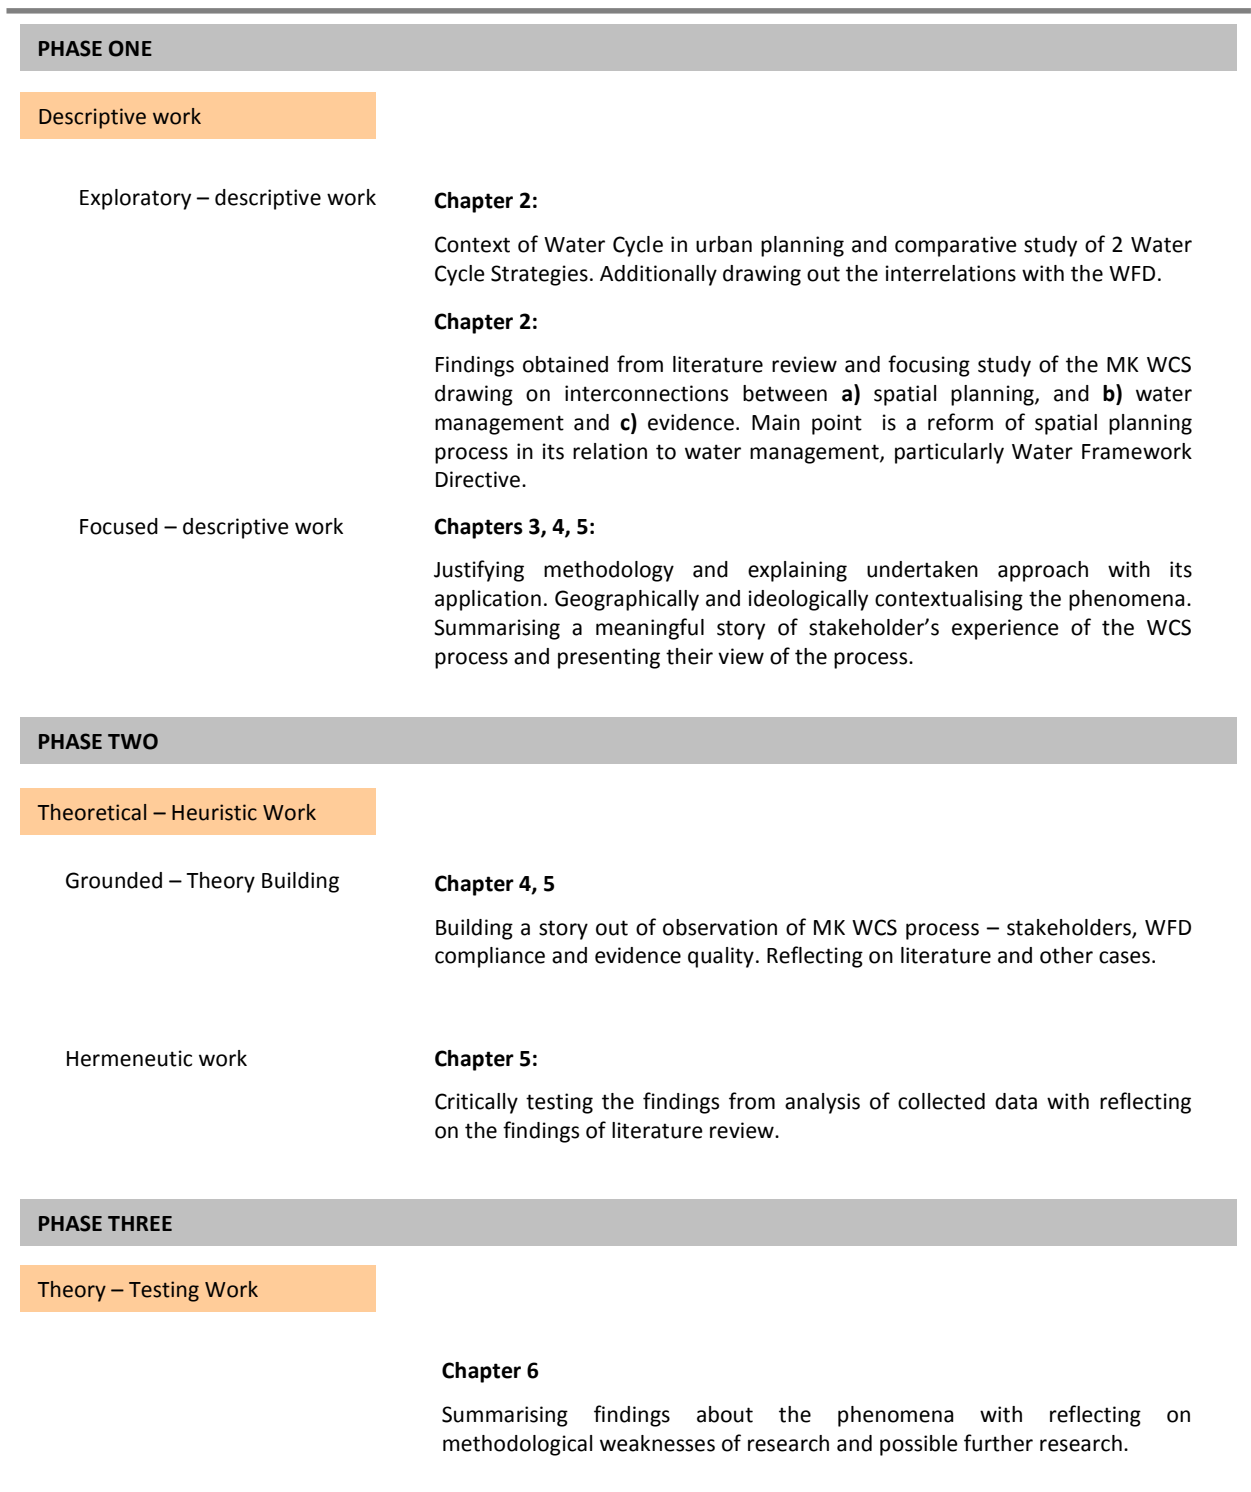 PHASE ONE
Descriptive work
Exploratory – descriptive work
Chapter 2:
Context of Water Cycle in urban planning and comparative study of 2 Water
Cycle Strategies. Additionally drawing out the interrelations with the WFD.
Chapter 2:
Findings obtained from literature review and focusing study of the MK WCS
drawing on interconnections between a) spatial planning, and b) water
management and c) evidence. Main point is a reform of spatial planning
process in its relation to water management, particularly Water Framework
Directive.
Focused – descriptive work
Chapters 3, 4, 5:
Justifying methodology and explaining undertaken approach with its
application. Geographically and ideologically contextualising the phenomena.
Summarising a meaningful story of stakeholder’s experience of the WCS
process and presenting their view of the process.
PHASE TWO
Theoretical – Heuristic Work
Grounded – Theory Building
Chapter 4, 5
Building a story out of observation of MK WCS process – stakeholders, WFD
compliance and evidence quality. Reflecting on literature and other cases.
Hermeneutic work
Chapter 5:
Critically testing the findings from analysis of collected data with reflecting
on the findings of literature review.
PHASE THREE
Theory – Testing Work
Chapter 6
Summarising findings about the phenomena with reflecting on
methodological weaknesses of research and possible further research.